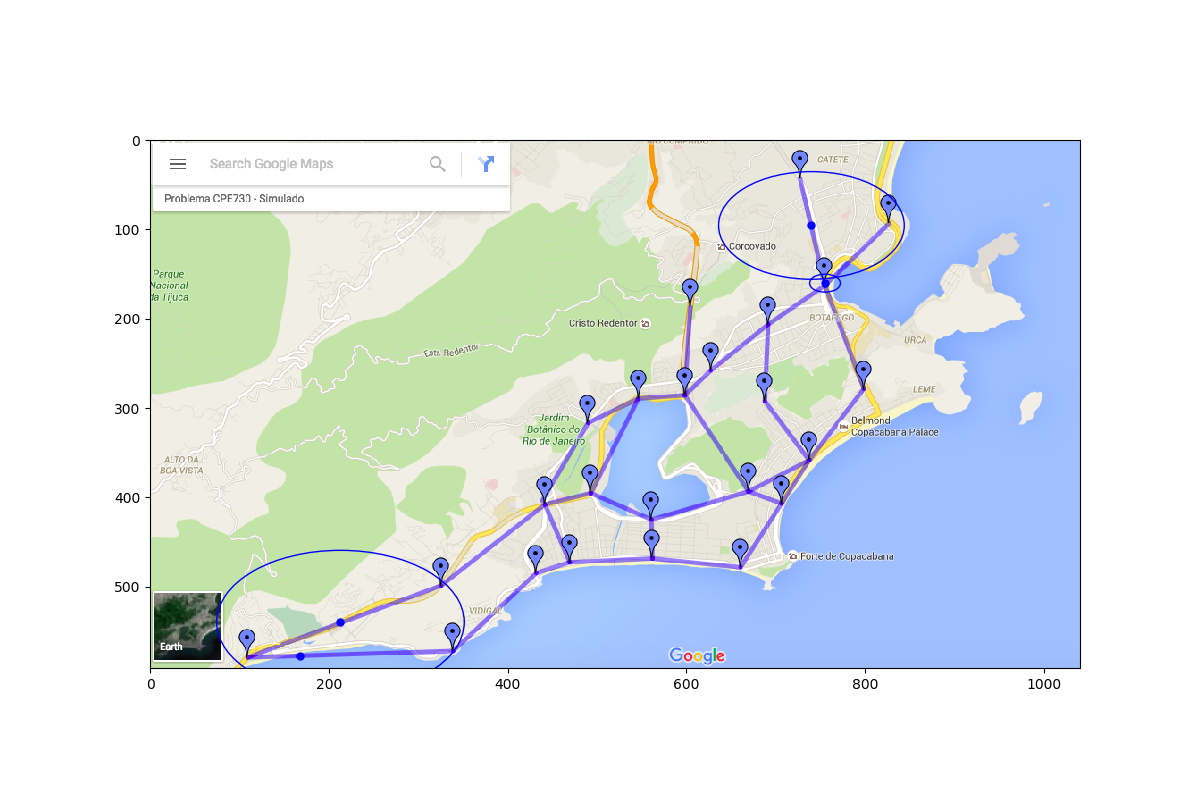 0
100
200
300
400
500
0
200
400
600
800
1000
Search Google Maps
Problema CPE730 - Simulado
CATETE
Corcovado
Parque
Nacional
da Tijuca
Cristo Redentor
BOTAFOGO
URCA
Estr. Redentor
LEME
Jardim
Botânico do
Rio de Janeiro
Belmond
Copacabana Palace
ALTO DA
BOA VISTA
Forte de Copacabana
VIDIGAL
Earth
Google